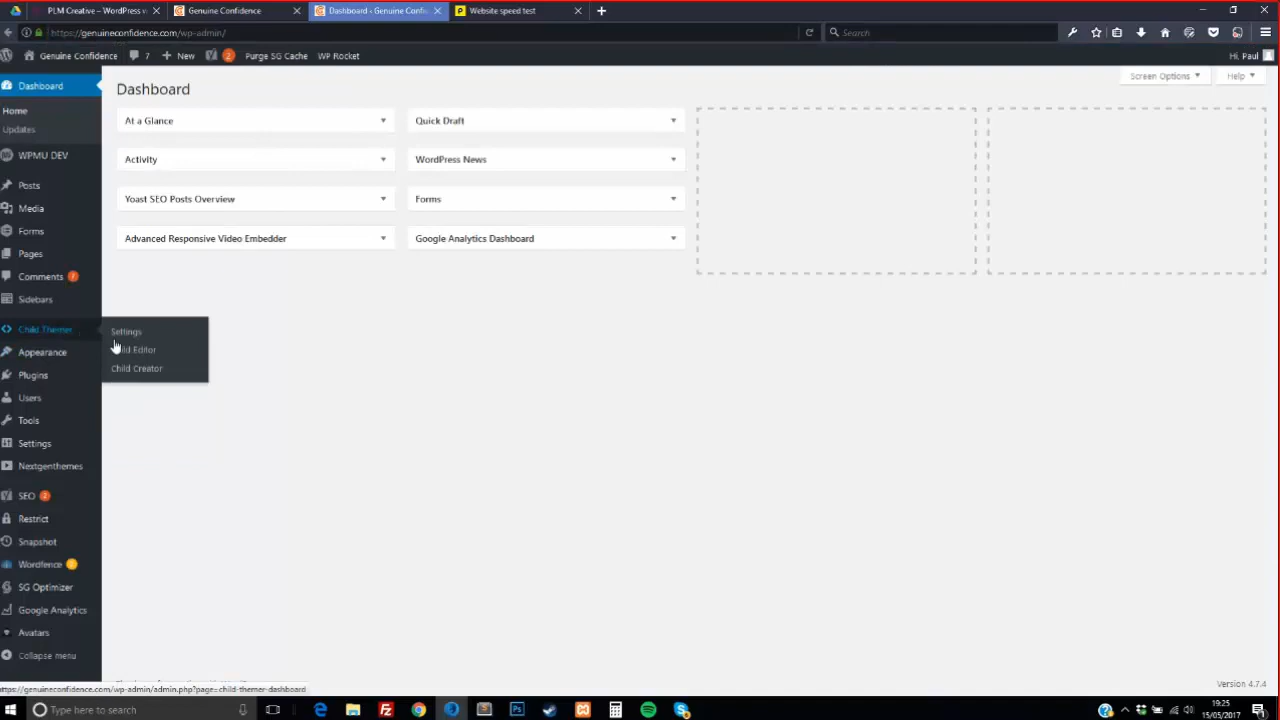 PLM Creative – WordPress v
Genuine Confidence
Dashboard ‹ Genuine Confi
Website speed test
https://genuineconfidence.com/wp-admin/
Search
Genuine Confidence
7
New
2
Purge SG Cache
WP Rocket
Hi, Paul
Dashboard
Home
Updates
WPMU DEV
Posts
Media
Forms
Pages
Comments 7
Sidebars
Child Themer
Appearance
Plugins
Users
Tools
Settings
Nextgenthemes
SEO 2
Restrict
Snapshot
Wordfence
SG Optimizer
Google Analytics
Avatars
Collapse menu
Settings
Child Editor
Child Creator
Screen Options
Help
Dashboard
At a Glance
Quick Draft
Activity
WordPress News
Yoast SEO Posts Overview
Forms
Advanced Responsive Video Embedder
Google Analytics Dashboard
Version 4.7.4
https://genuineconfidence.com/wp-admin/admin.php?page=child-themer-dashboard
Type here to search
19:25
15/05/2017